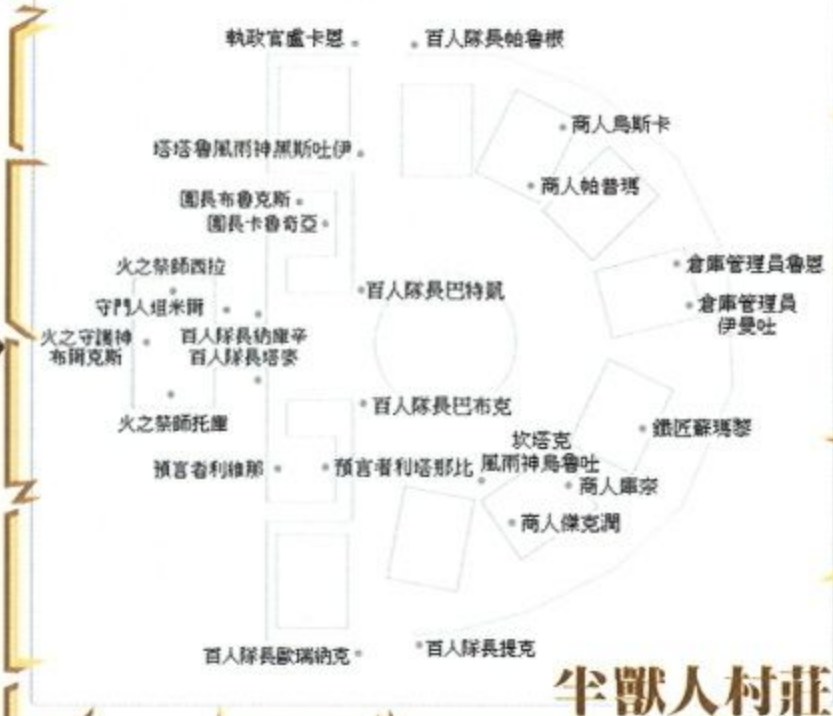 執政官盧卡恩
百人隊長帕魯根
商人烏斯卡
塔塔魯風雨神黑斯吐伊
商人帕普瑪
團長布魯克斯
團長卡魯奇亞
火之祭師西拉
倉庫管理員魯恩
百人隊長巴特凱
守門人坦米爾
倉庫管理員
伊曼吐
火之守護神
布爾克斯
百人隊長納庫辛
百人隊長塔麥
百人隊長巴布克
火之祭師托庫
鐵匠蘇瑪黎
坎塔克
風雨神烏魯吐
預言者利維那
預言者利塔那比
商人庫奈
商人傑克潤
百人隊長歐瑞納克
百人隊長提克
半獸人村莊